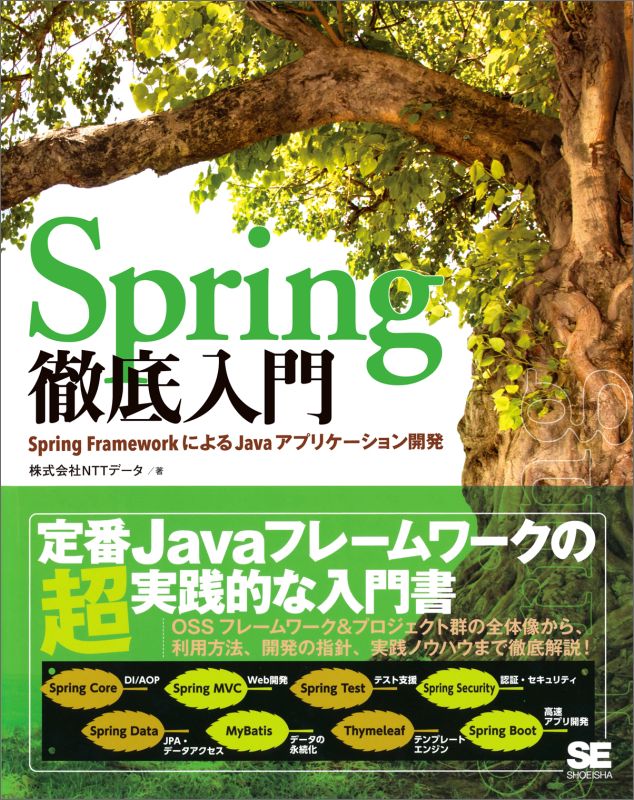 Spring
徹底入門
Spring FrameworkによるJavaアプリケーション開発
株式会社NTTデータ／著
Spring
定番Javaフレームワークの
超実践的な入門書
OSS フレームワーク&プロジェクト群の全体像から、
利用方法、開発の指針、実践ノウハウまで徹底解説!
Spring Core DI/AOP
Spring MVC Web開発
Spring Test テスト支援
Spring Security 認証・セキュリティ
Spring Data JPA・
データアクセス
MyBatis データの
永続化
Thymeleaf テンプレート
エンジン
Spring Boot 高速
アプリ開発
SE
SHOEISHA